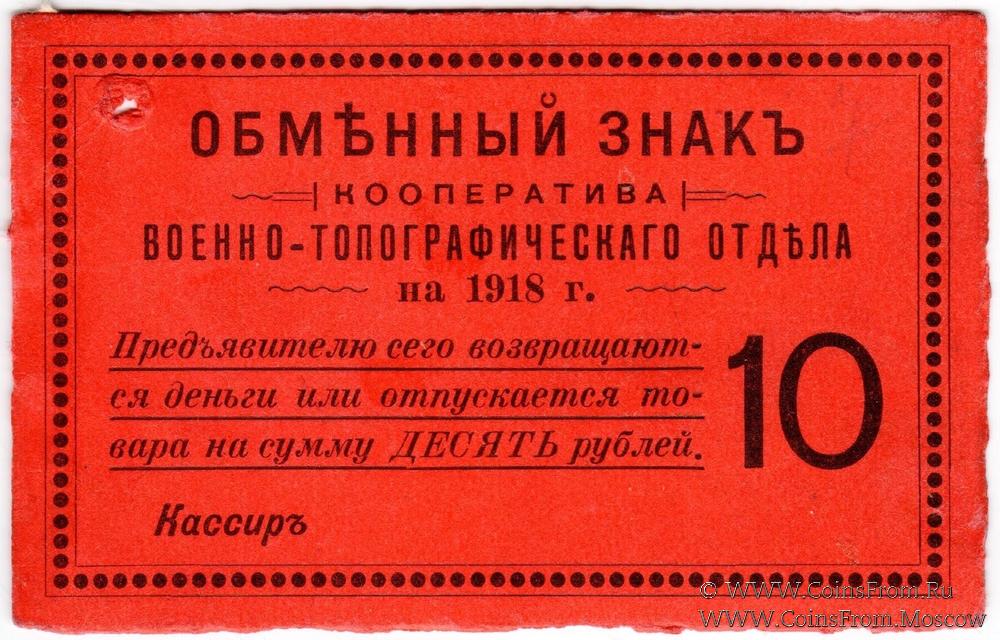 ОБМѢННЫЙ ЗНАКЪ
КООПЕРАТИВА
ВОЕННО-ТОПОГРАФИЧЕСКАГО ОТДѢЛА
на 1918 г.
Предъявителю сего возвращают-
ся деньги или отпускается то-
вара на сумму ДЕСЯТЬ рублей.
10
Кассиръ
© WWW.CoinsFrom.Ru
WWW.CoinsFrom.Moscow